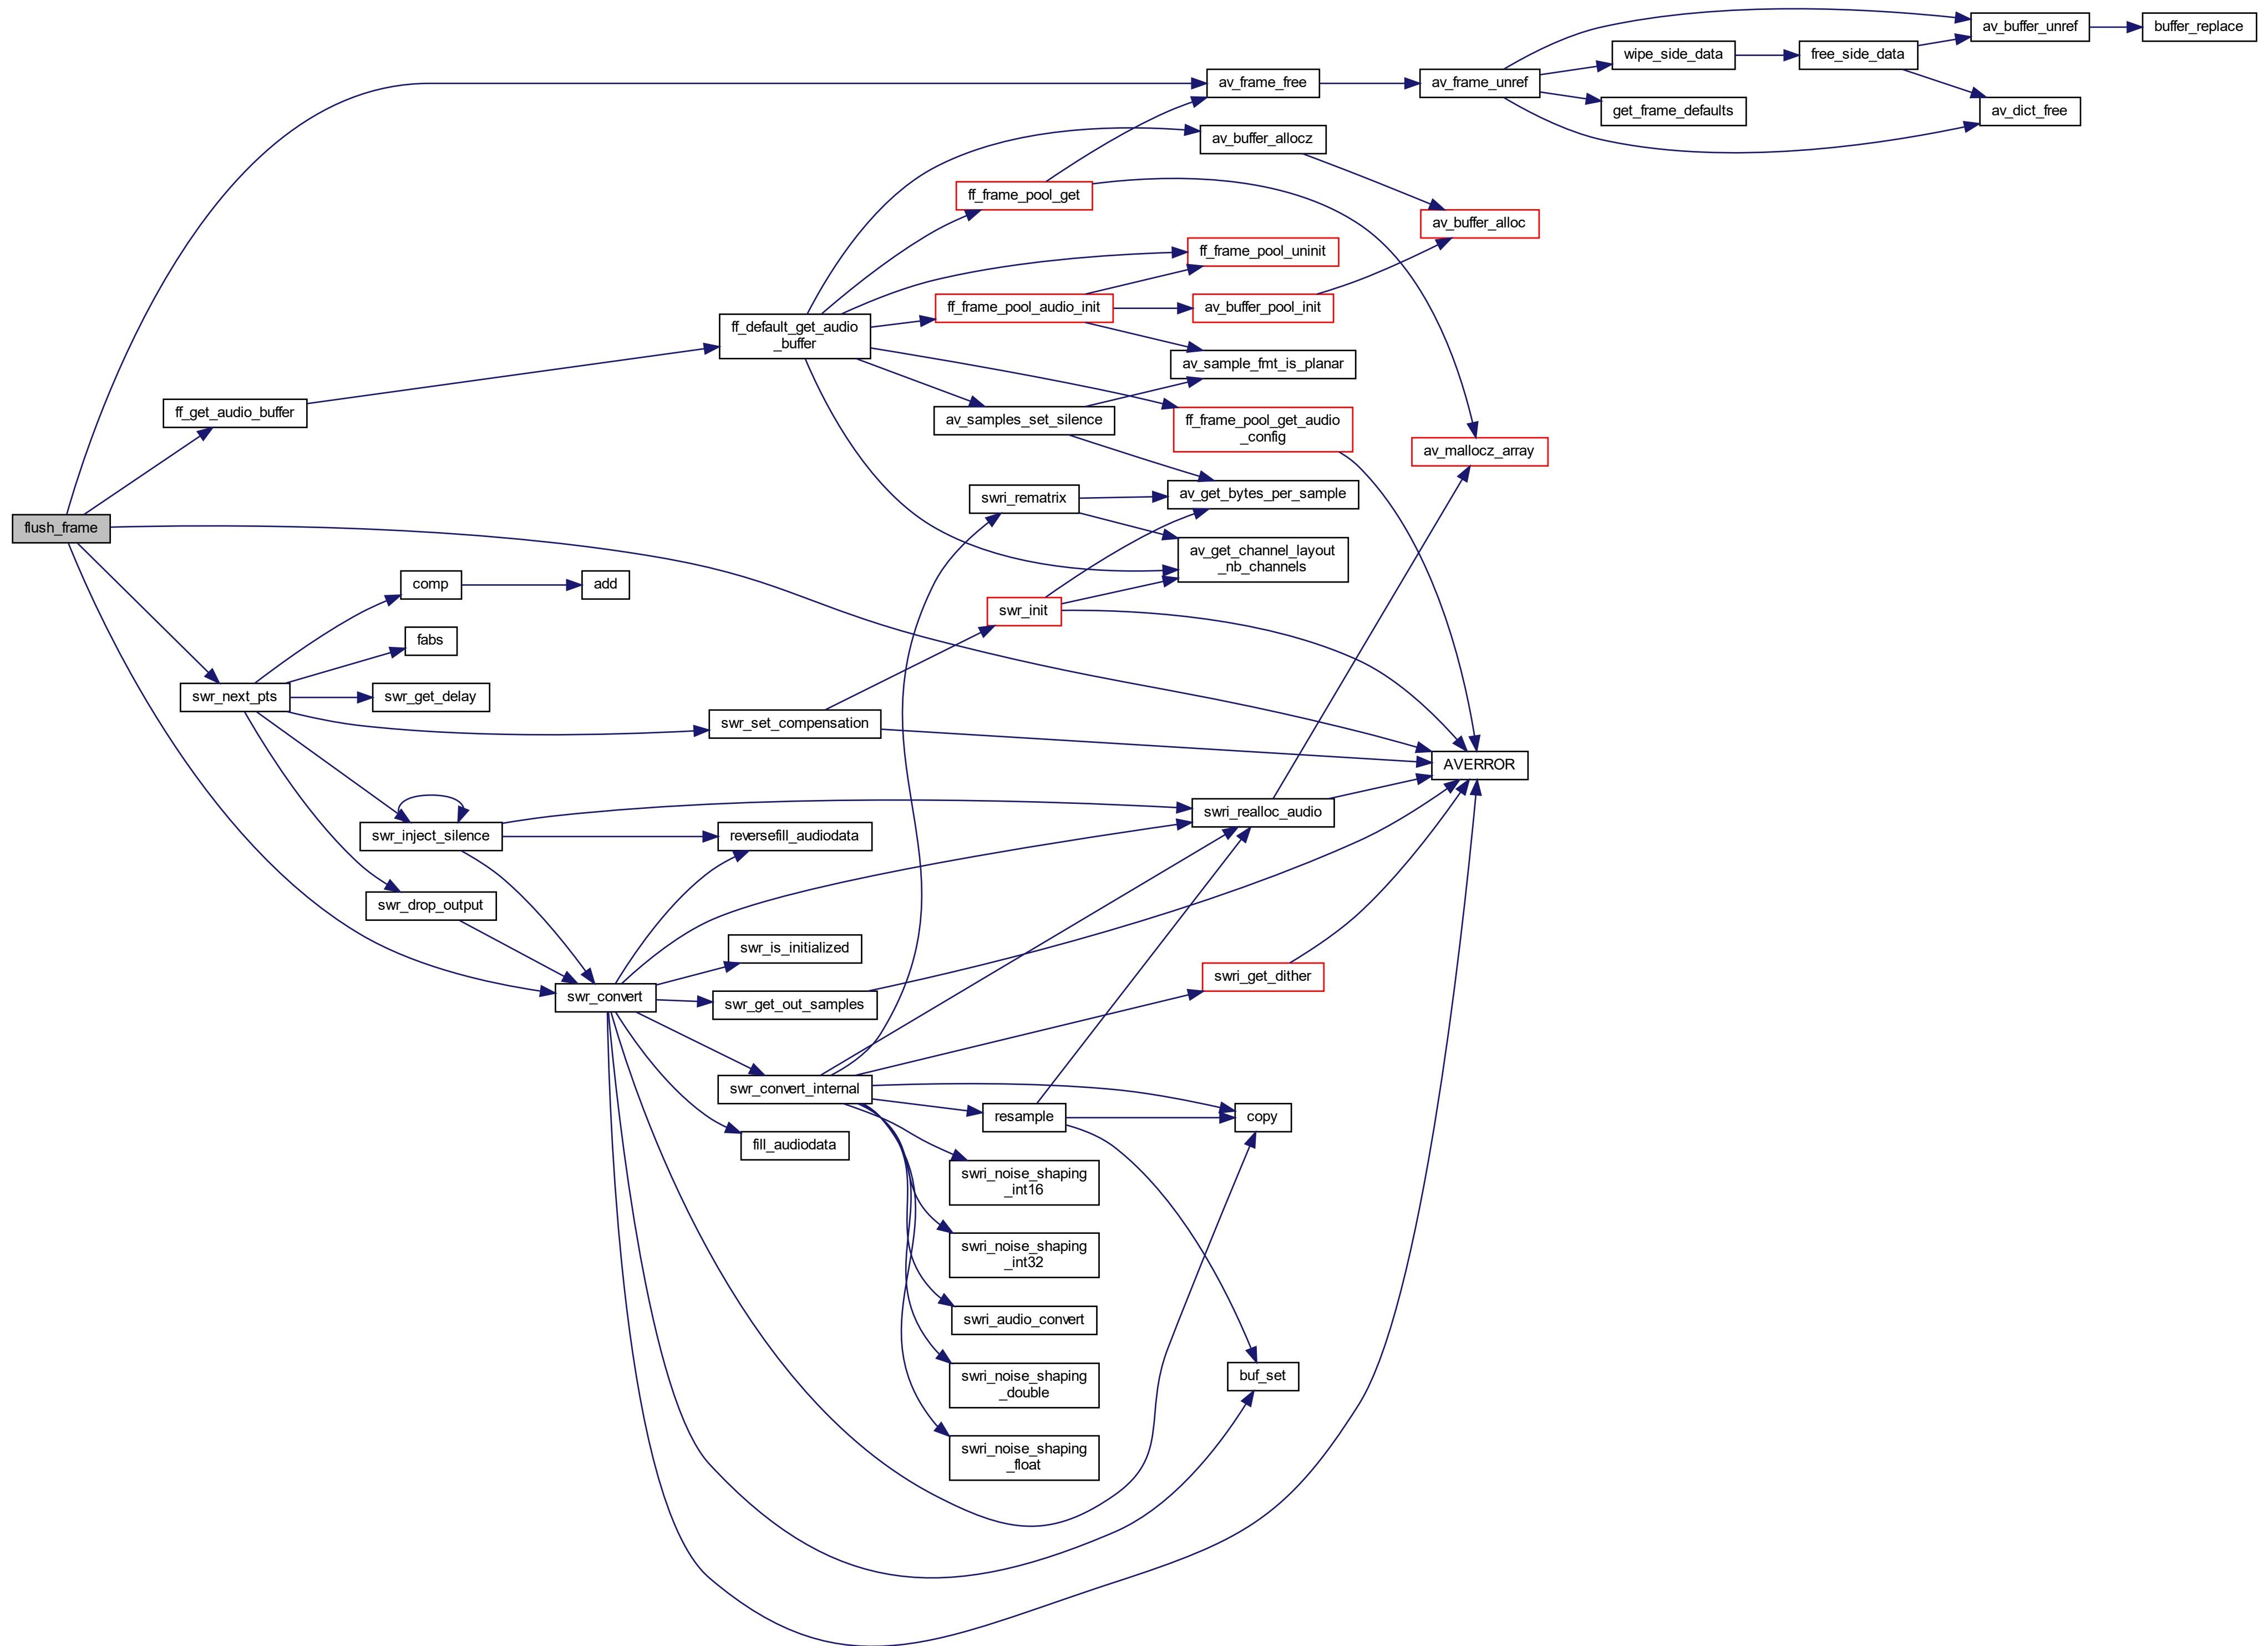 av_buffer_unref
buffer_replace
wipe_side_data
free_side_data
av_frame_free
av_frame_unref
get_frame_defaults
av_dict_free
av_buffer_allocz
ff_frame_pool_get
av_buffer_alloc
ff_frame_pool_uninit
ff_frame_pool_audio_init
av_buffer_pool_init
ff_default_get_audio
_buffer
av_sample_fmt_is_planar
ff_get_audio_buffer
av_samples_set_silence
ff_frame_pool_get_audio
_config
av_mallocz_array
swri_rematrix
av_get_bytes_per_sample
flush_frame
av_get_channel_layout
_nb_channels
comp
add
swr_init
fabs
swr_next_pts
swr_get_delay
swr_set_compensation
AVERROR
swri_realloc_audio
swr_inject_silence
reversefill_audiodata
swr_drop_output
swr_is_initialized
swri_get_dither
swr_convert
swr_get_out_samples
swr_convert_internal
resample
copy
fill_audiodata
swri_noise_shaping
_int16
swri_noise_shaping
_int32
swri_audio_convert
swri_noise_shaping
_double
buf_set
swri_noise_shaping
_float